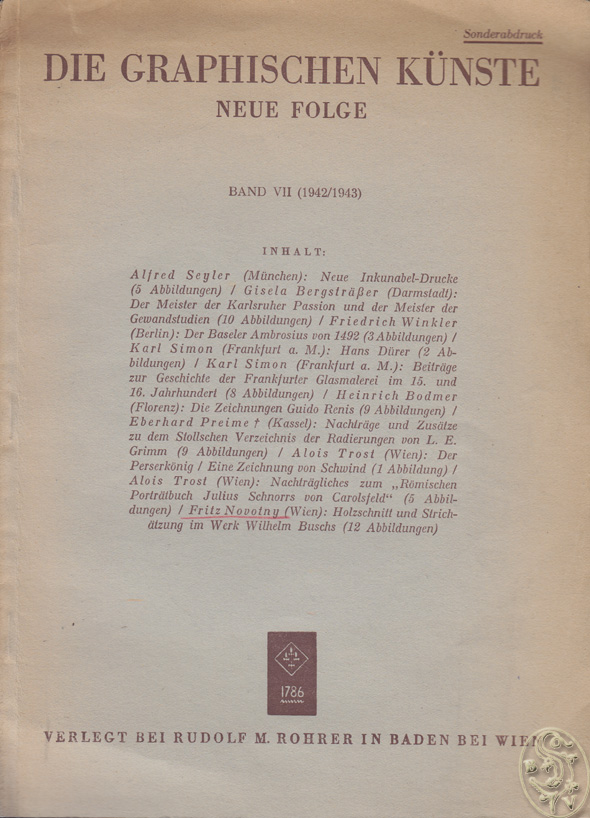 Sonderabdruck
DIE GRAPHISCHEN KÜNSTE
NEUE FOLGE
BAND VII (1942/1943)
INHALT:
Alfred Seyler (München): Neue Inkunabel-Drucke
(5 Abbildungen) / Gisela Bergsträßer (Darmstadt):
Der Meister der Karlsruher Passion und der Meister der
Gewandstudien (10 Abbildungen) / Friedrich Winkler
(Berlin): Der Baseler Ambrosius von 1492 (3 Abbildungen) /
Karl Simon (Frankfurt a. M.): Hans Dürer (2 Ab-
bildungen) / Karl Simon (Frankfurt a. M.): Beiträge
zur Geschichte der Frankfurter Glasmalerei im 15. und
16. Jahrhundert (8 Abbildungen) / Heinrich Bodmer
(Florenz): Die Zeichnungen Guido Renis (9 Abbildungen) /
Eberhard Preime † (Kassel): Nachträge und Zusätze
zu dem Stollschen Verzeichnis der Radierungen von L. E.
Grimm (9 Abbildungen) / Alois Trost (Wien): Der
Perserkönig / Eine Zeichnung von Schwind (1 Abbildung) /
Alois Trost (Wien): Nachträgliches zum „Römischen
Porträtbuch Julius Schnorrs von Carolsfeld“ (5 Abbil-
dungen) / Fritz Novotny (Wien): Holzschnitt und Strich-
ätzung im Werk Wilhelm Buschs (12 Abbildungen)
1786
VERLEGT BEI RUDOLF M. ROHRER IN BADEN BEI WIEN